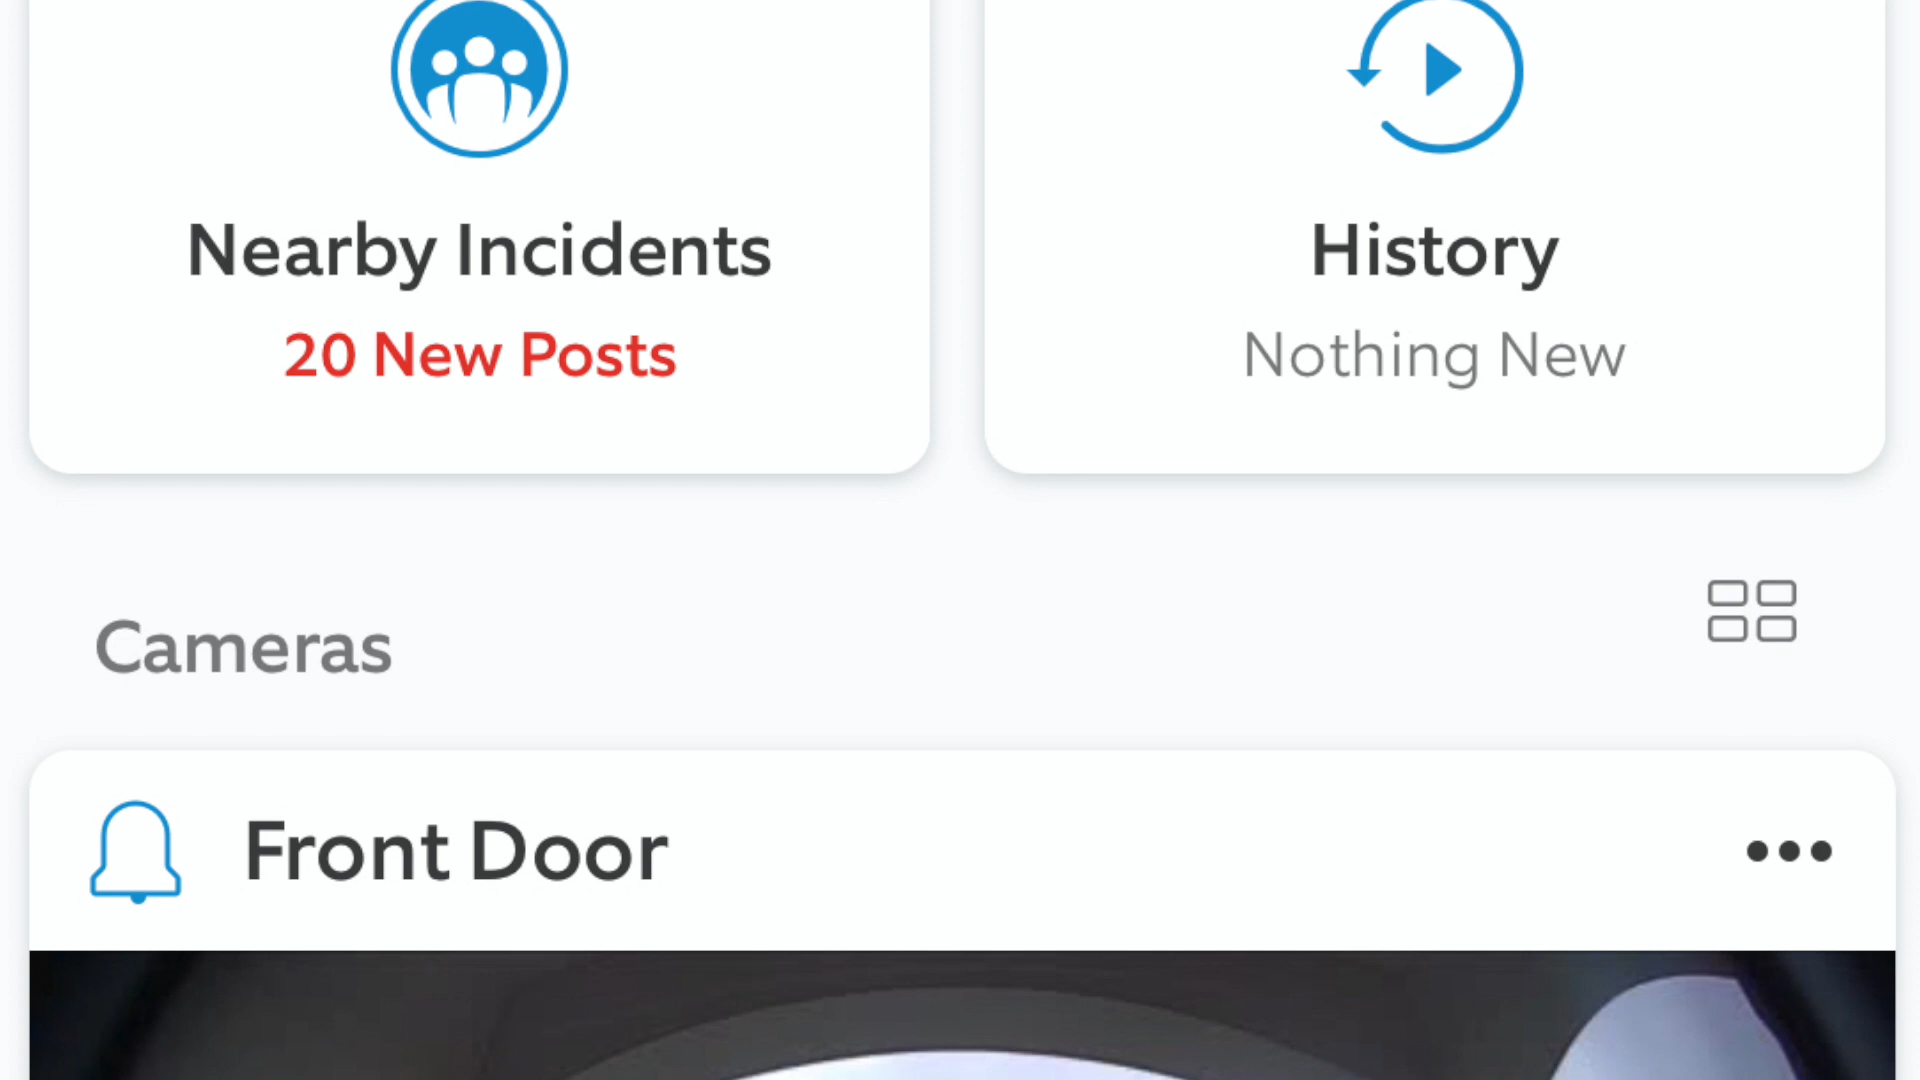 Nearby Incidents
20 New Posts
History
Nothing New
Cameras
Front Door